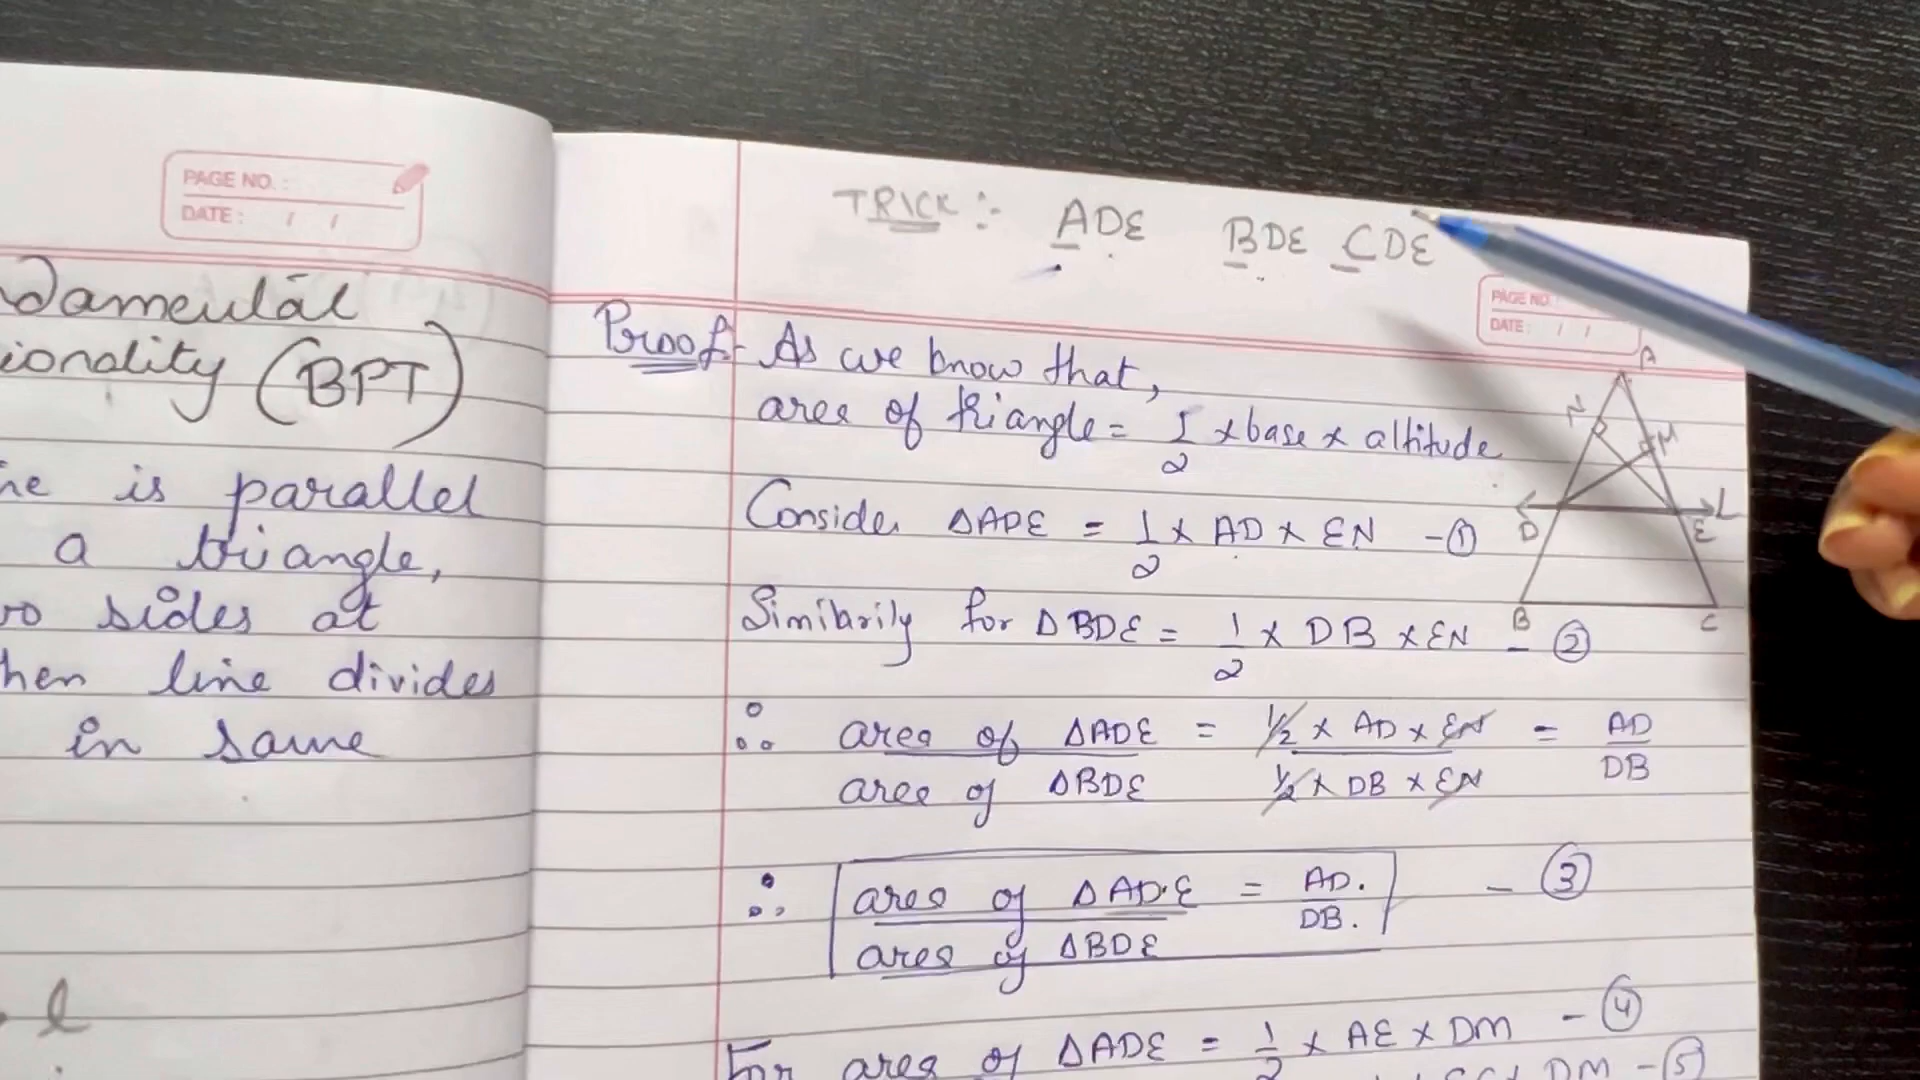 PAGE NO. :
DATE : / /
damental
ionality (BPT)
is parallel
a triangle,
sides at
hen line divides
in same
l
TRICK :- ADE BDE CDE
PAGE NO.
DATE : / /
Proof- As we know that,
area of triangle = 1/2 x base x altitude
Consider ΔADE = 1/2 x AD x EN - ①
Similarily for ΔBDE = 1/2 x DB x EN - ②
∴ area of ΔADE / area of ΔBDE = 1/2 x AD x EN / 1/2 x DB x EN = AD / DB
∴ area of ΔADE / area of ΔBDE = AD. / DB. - ③
For area of ΔADE = 1/2 x AE x DM - ④
DM - ⑤
A
N
M
D
E
L
B
C